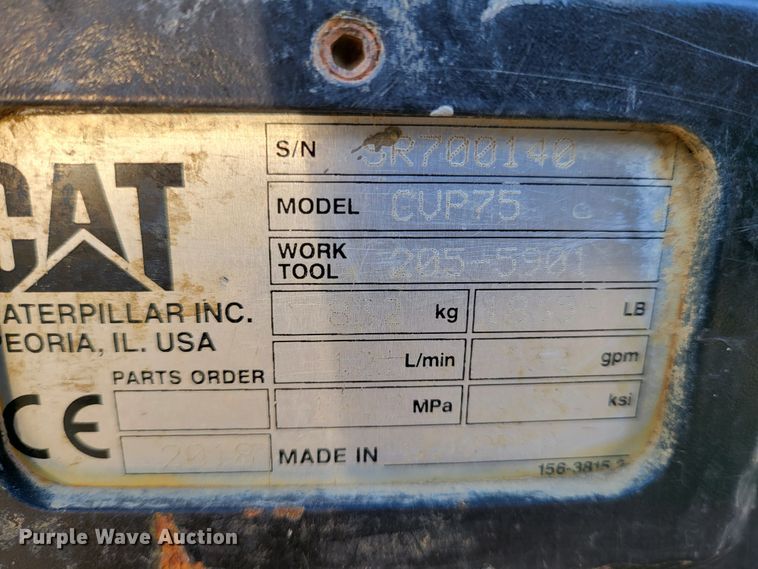 CAT
ATERPILLAR INC.
EORIA, IL. USA
S/N R700140
MODEL CVP75
WORK TOOL 205-5901
kg LB
L/min gpm
PARTS ORDER
MPa ksi
CE
2018 MADE IN
156-3815
Purple Wave Auction